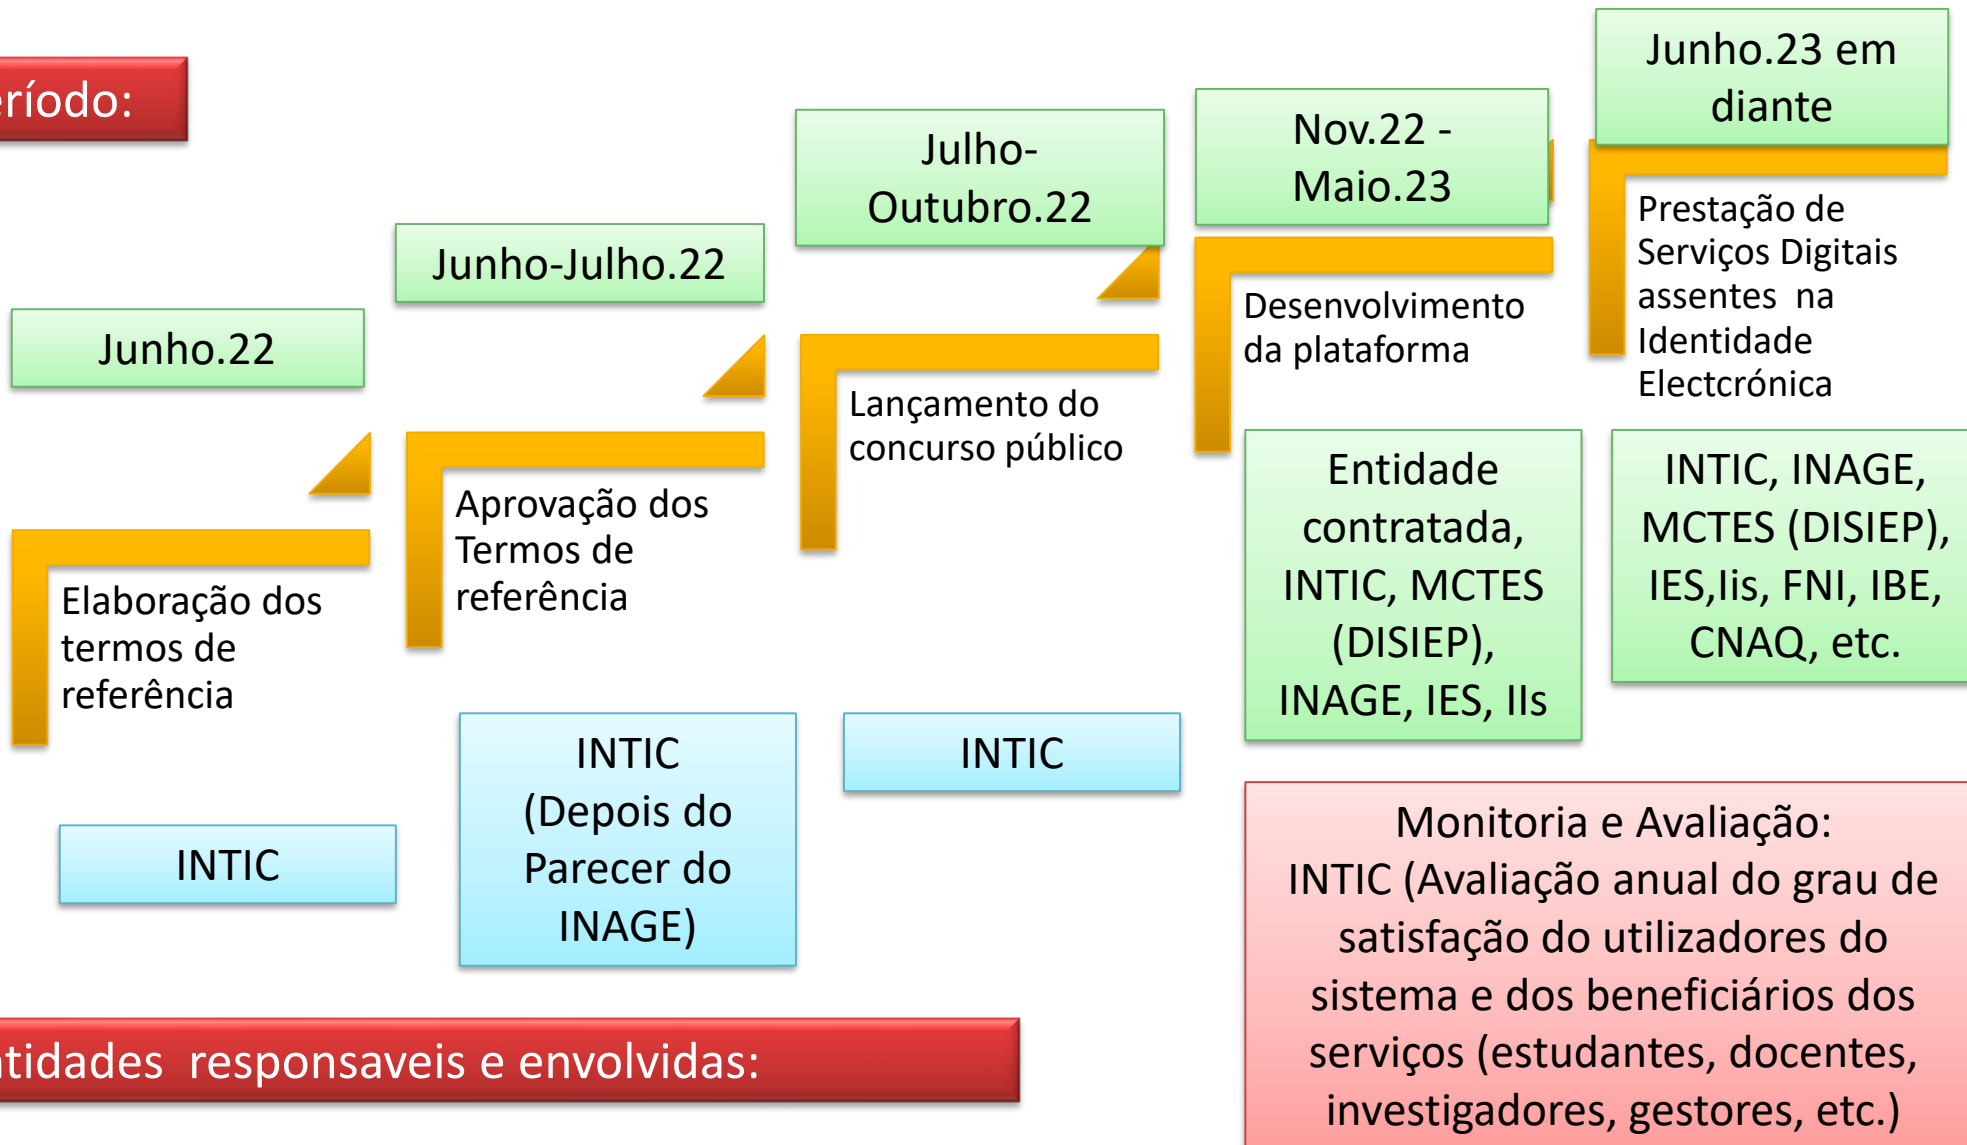 eríodo:
Junho.22
Junho-Julho.22
Julho-
Outubro.22
Nov.22 -
Maio.23
Junho.23 em
diante
Elaboração dos
termos de
referência
Aprovação dos
Termos de
referência
Lançamento do
concurso público
Desenvolvimento
da plataforma
Prestação de
Serviços Digitais
assentes  na
Identidade
Electcrónica
INTIC
INTIC
(Depois do
Parecer do
INAGE)
INTIC
Entidade
contratada,
INTIC, MCTES
(DISIEP),
INAGE, IES, IIs
INTIC, INAGE,
MCTES (DISIEP),
IES,Iis, FNI, IBE,
CNAQ, etc.
Monitoria e Avaliação:
INTIC (Avaliação anual do grau de
satisfação do utilizadores do
sistema e dos beneficiários dos
serviços (estudantes, docentes,
investigadores, gestores, etc.)
ntidades  responsaveis e envolvidas: